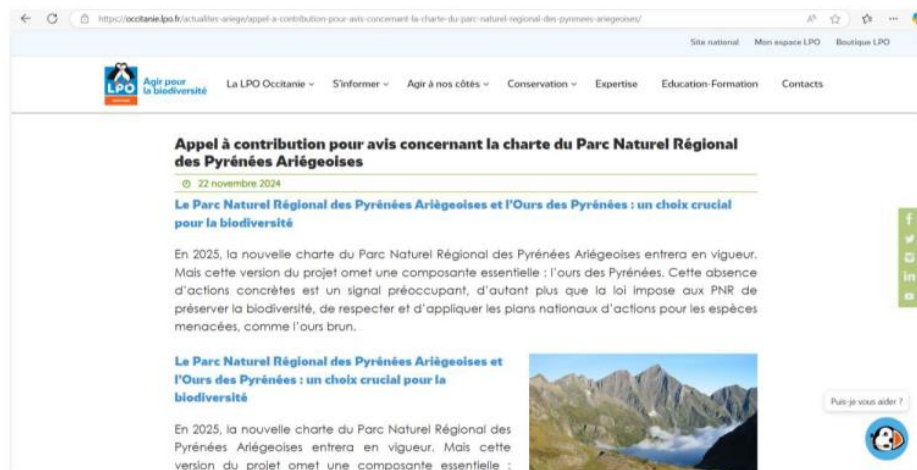 https://occitanie.lpo.fr/actualites-ariege/appel-a-contribution-pour-avis-concernant-la-charte-du-parc-naturel-regional-des-pyrenees-ariegeoises/
Site national Mon espace LPO Boutique LPO
LPO
Agir pour
la biodiversité
La LPO Occitanie S'informer Agir à nos côtés Conservation Expertise Education-Formation Contacts
Appel à contribution pour avis concernant la charte du Parc Naturel Régional
des Pyrénées Ariégeoises
22 novembre 2024
Le Parc Naturel Régional des Pyrénées Ariègeoises et l'Ours des Pyrénées : un choix crucial
pour la biodiversité
En 2025, la nouvelle charte du Parc Naturel Régional des Pyrénées Ariégeoises entrera en vigueur.
Mais cette version du projet omet une composante essentielle : l'ours des Pyrénées. Cette absence
d'actions concrètes est un signal préoccupant, d'autant plus que la loi impose aux PNR de
préserver la biodiversité, de respecter et d'appliquer les plans nationaux d'actions pour les espèces
menacées, comme l'ours brun.
Le Parc Naturel Régional des Pyrénées Ariègeoises et
l'Ours des Pyrénées : un choix crucial pour la
biodiversité
En 2025, la nouvelle charte du Parc Naturel Régional des
Pyrénées Ariégeoises entrera en vigueur. Mais cette
version du projet omet une composante essentielle :
Puis-je vous aider ?